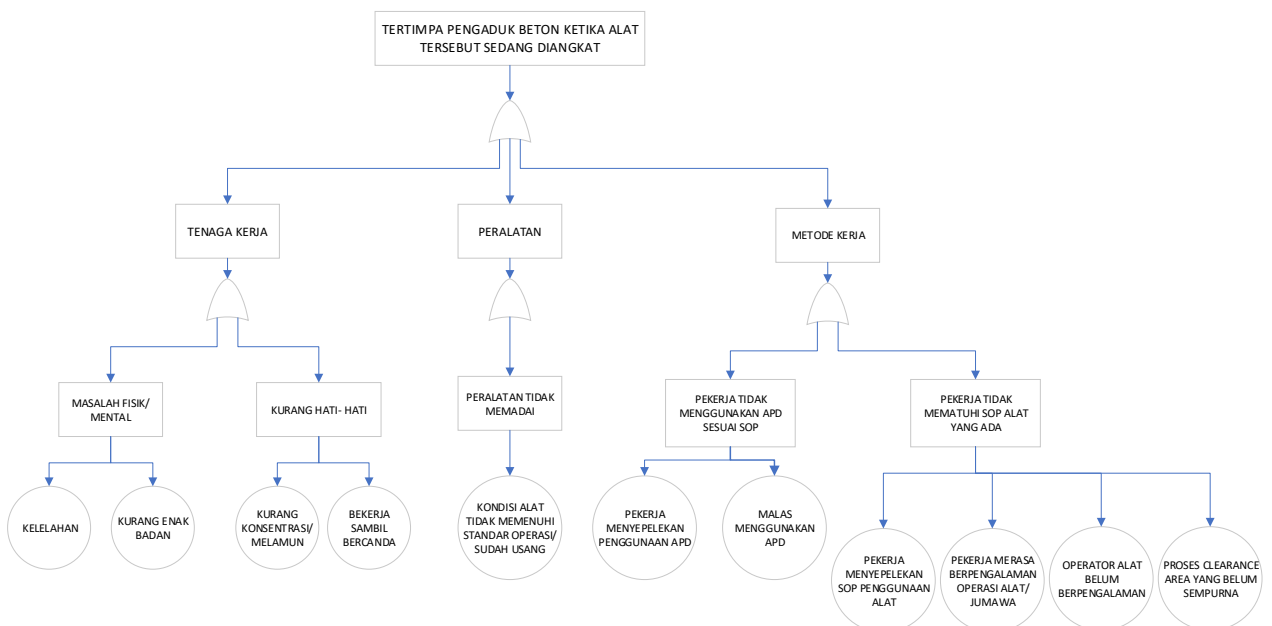 TERTIMPA PENGADUK BETON KETIKA ALAT
TERSEBUT SEDANG DIANGKAT
TENAGA KERJA
PERALATAN
METODE KERJA
MASALAH FISIK/
MENTAL
KURANG HATI- HATI
PERALATAN TIDAK
MEMADAI
PEKERJA TIDAK
MENGGUNAKAN APD
SESUAI SOP
PEKERJA TIDAK
MEMATUHI SOP ALAT
YANG ADA
KELELAHAN
KURANG ENAK
BADAN
KURANG
KONSENTRASI/
MELAMUN
BEKERJA
SAMBIL
BERCANDA
KONDISI ALAT
TIDAK MEMENUHI
STANDAR OPERASI/
SUDAH USANG
PEKERJA
MENYEPELEKAN
PENGGUNAAN APD
MALAS
MENGGUNAKAN
APD
PEKERJA
MENYEPELEKAN
SOP PENGGUNAAN
ALAT
PEKERJA MERASA
BERPENGALAMAN
OPERASI ALAT/
JUMAWA
OPERATOR ALAT
BELUM
BERPENGALAMAN
PROSES CLEARANCE
AREA YANG BELUM
SEMPURNA